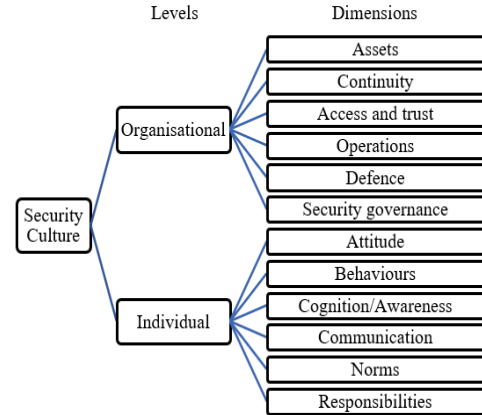 Levels
Dimensions
Security
Culture
Organisational
Individual
Assets
Continuity
Access and trust
Operations
Defence
Security governance
Attitude
Behaviours
Cognition/Awareness
Communication
Norms
Responsibilities